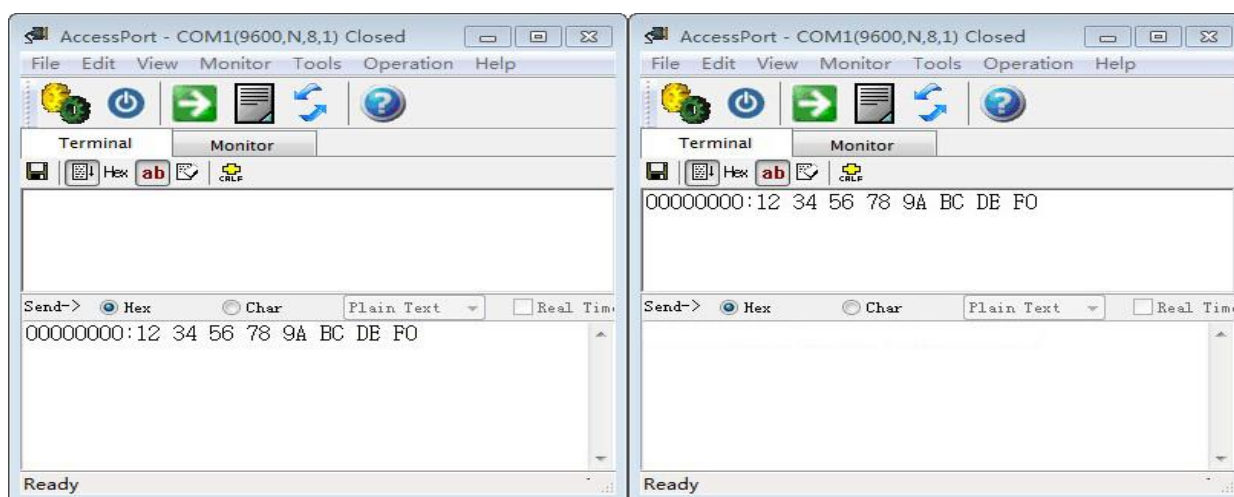 AccessPort - COM1(9600,N,8,1) Closed
File Edit View Monitor Tools Operation Help
Terminal Monitor
Hex ab CRLF
Send-> Hex Char Plain Text Real Tim
00000000:12 34 56 78 9A BC DE F0
Ready
AccessPort - COM1(9600,N,8,1) Closed
File Edit View Monitor Tools Operation Help
Terminal Monitor
Hex ab CRLF
00000000:12 34 56 78 9A BC DE F0
Send-> Hex Char Plain Text Real Tim
Ready